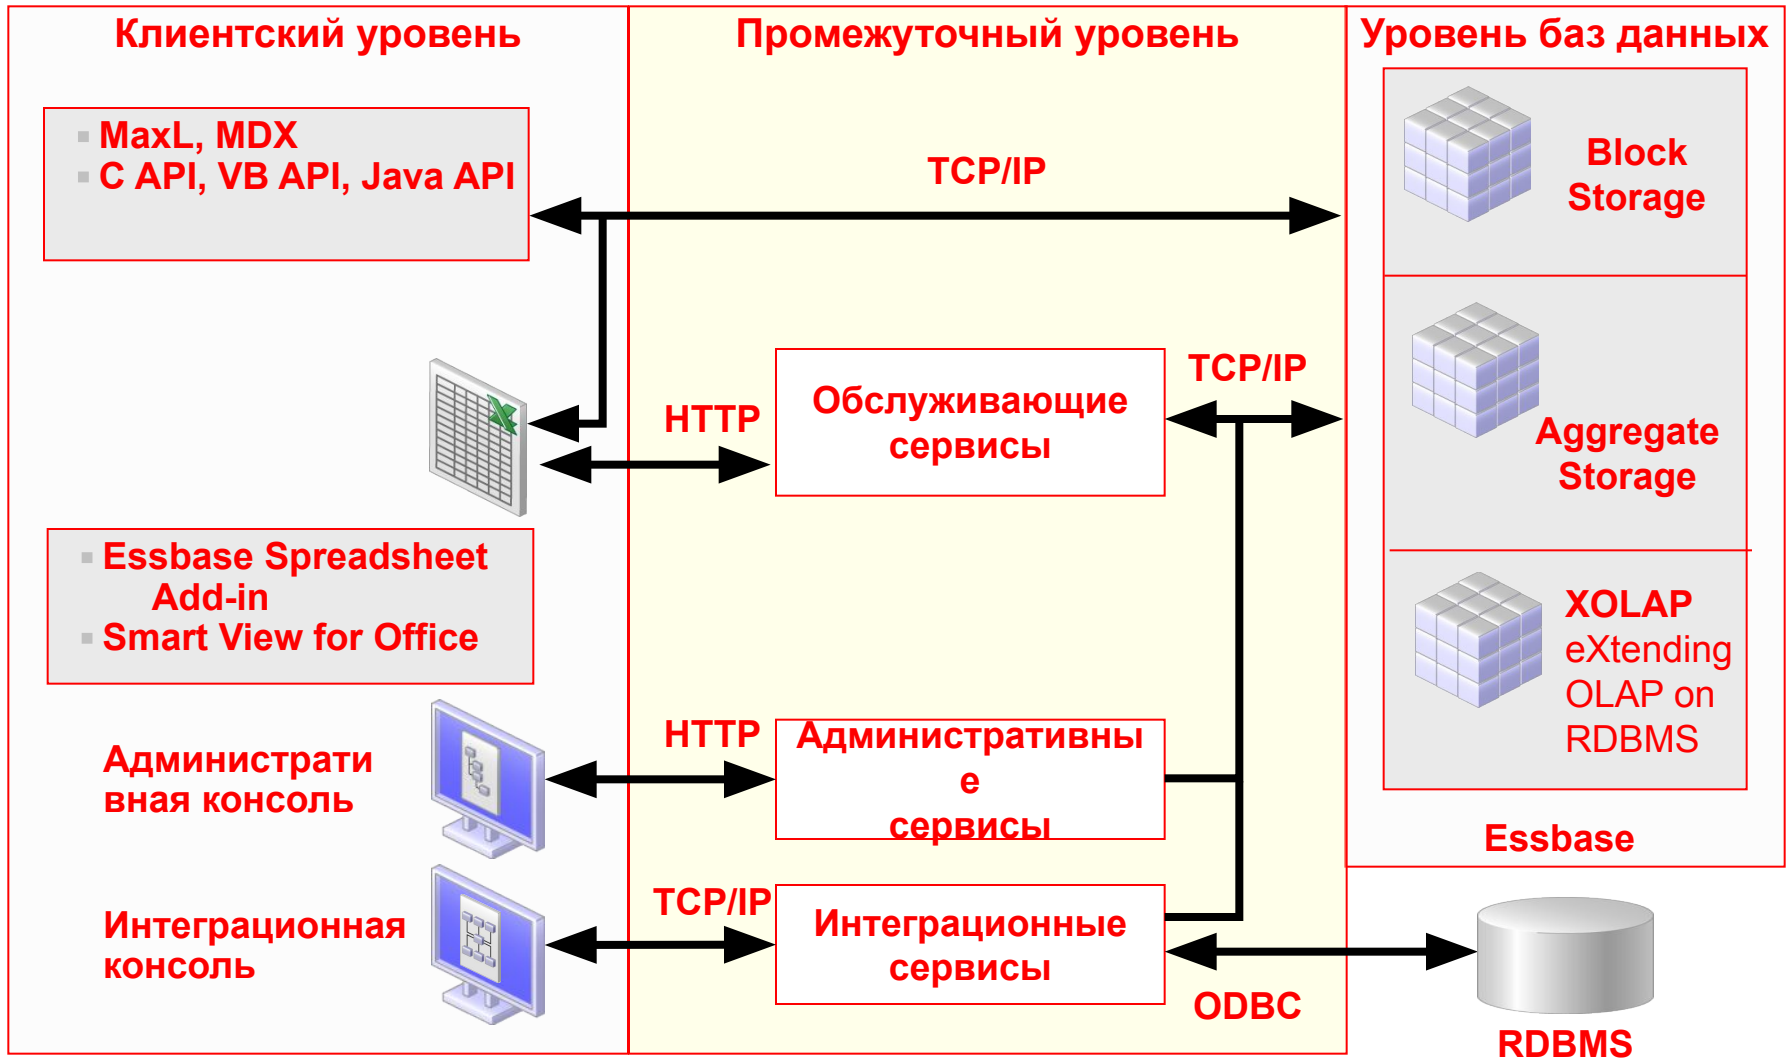 Клиентский уровень
MaxL, MDX
C API, VB API, Java API
Essbase Spreadsheet
Add-in
Smart View for Office
Административная консоль
Административ
Интеграционная
консоль
Промежуточный уровень
TCP/IP
HTTP
Обслуживающие
сервисы
TCP/IP
HTTP
Административны
е
сервисы
TCP/IP
Интеграционные
сервисы
ODBC
Уровень баз данных
Block
Storage
Aggregate
Storage
XOLAP
eXtending
OLAP on
RDBMS
Essbase
RDBMS